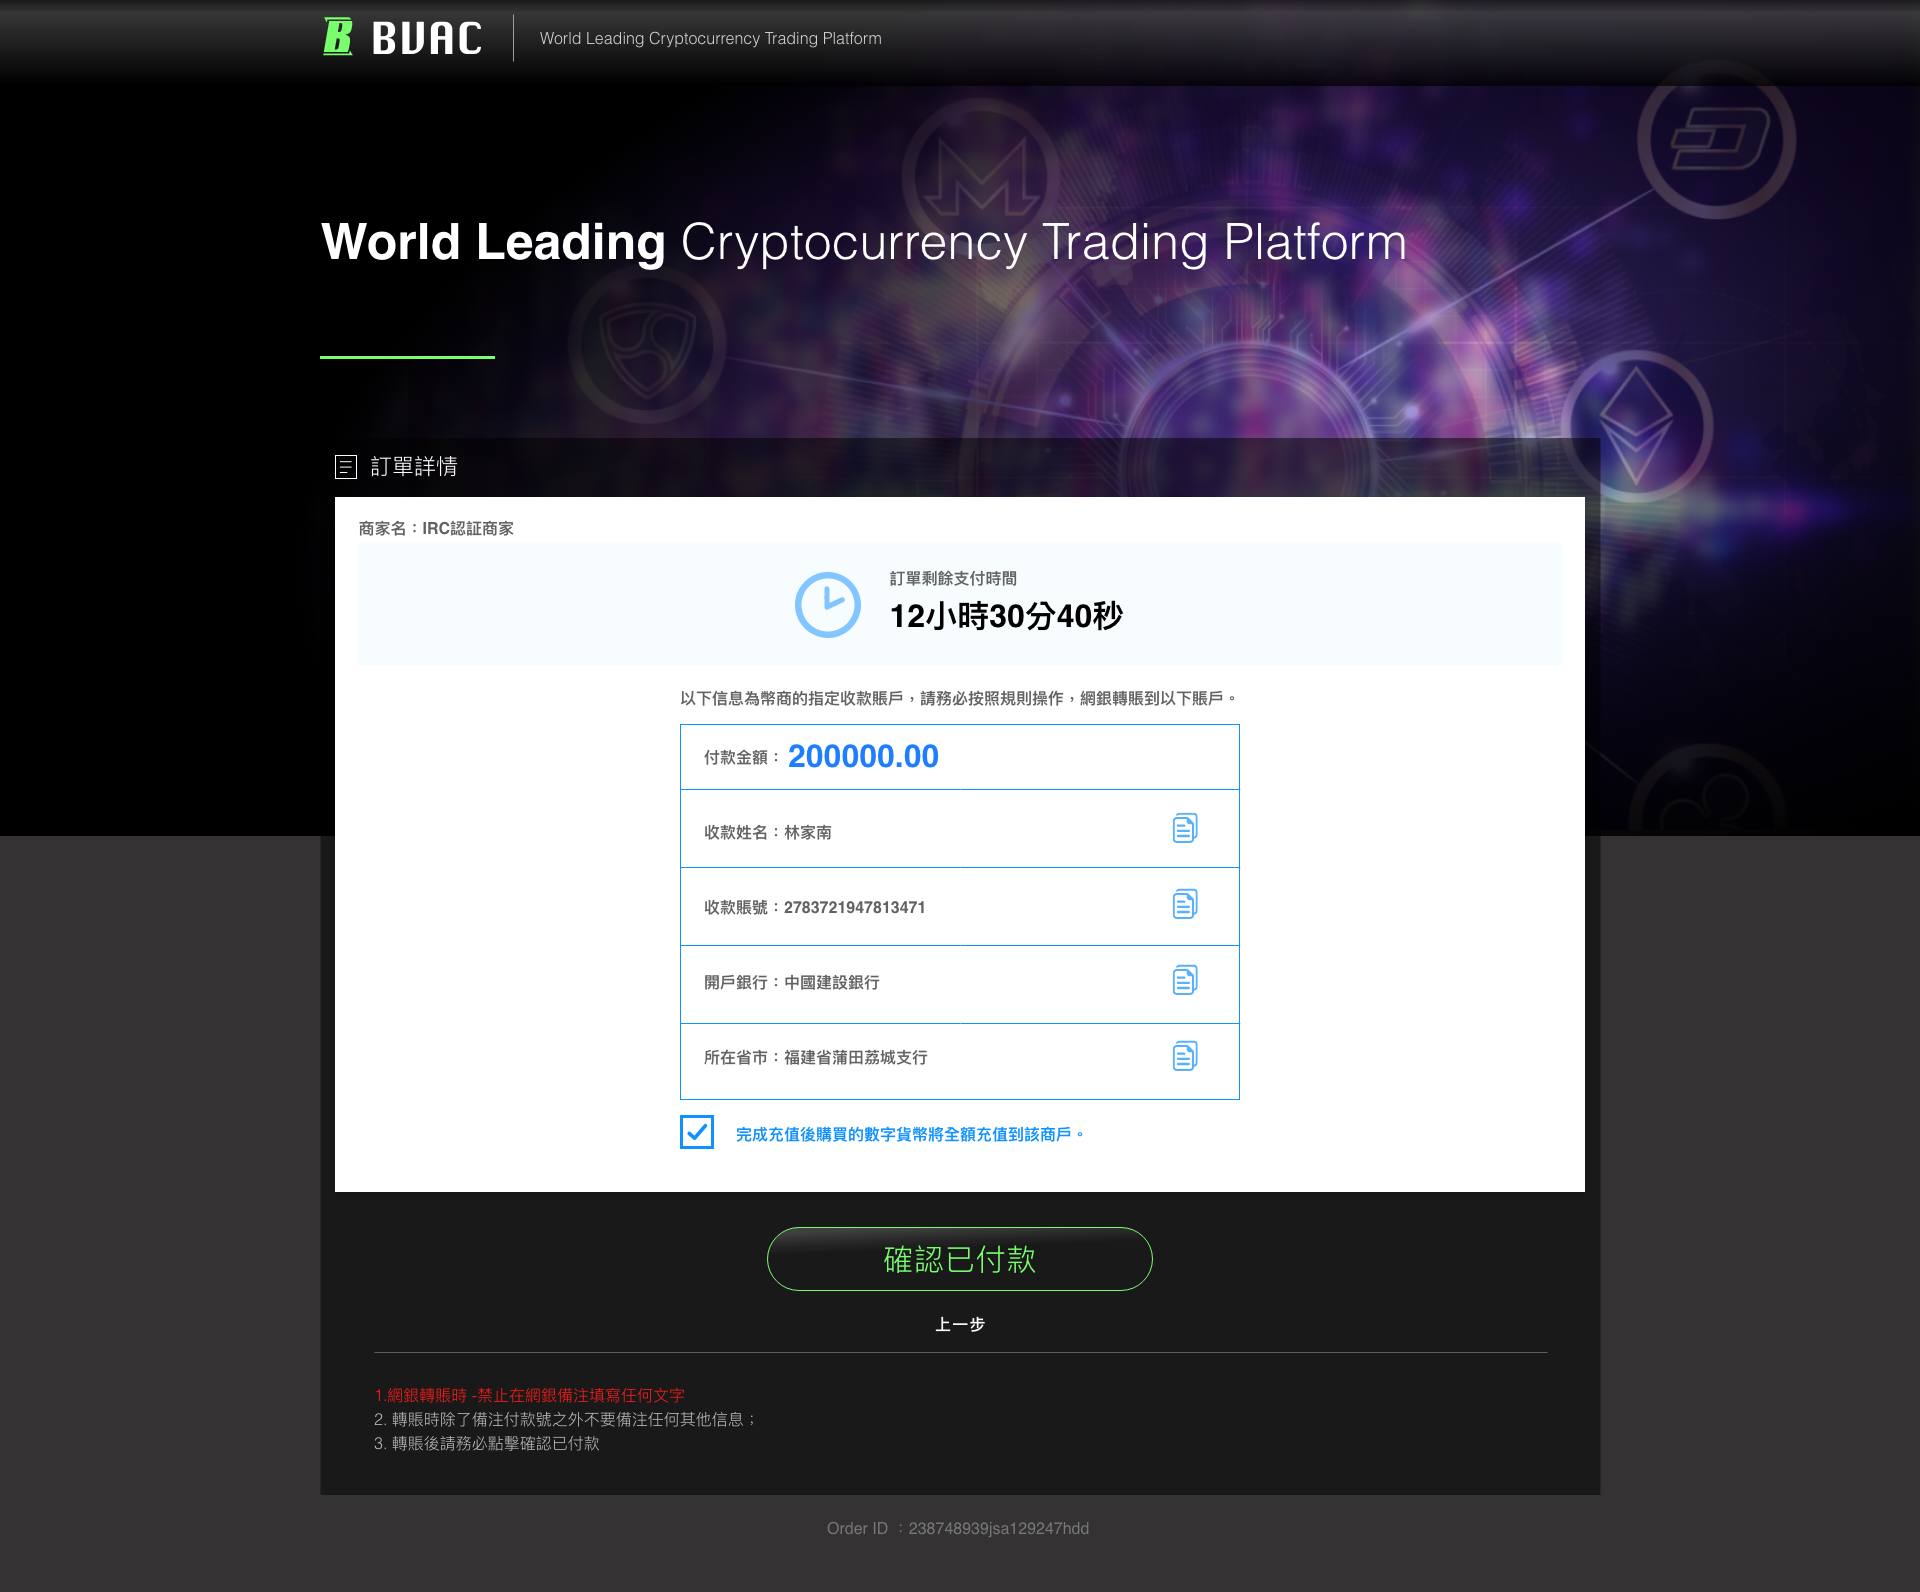 BVAC
World Leading Cryptocurrency Trading Platform
World Leading Cryptocurrency Trading Platform
訂單詳情
商家名：IRC認証商家
訂單剩餘支付時間
12小時30分40秒
以下信息為幣商的指定收款賬戶，請務必按照規則操作，網銀轉賬到以下賬戶。
付款金額：200000.00
收款姓名：林家南
收款賬號：2783721947813471
開戶銀行：中國建設銀行
所在省市：福建省蒲田荔城支行
完成充值後購買的數字貨幣將全額充值到該商戶。
確認已付款
上一步
1.網銀轉賬時 -禁止在網銀備注填寫任何文字
2. 轉賬時除了備注付款號之外不要備注任何其他信息；
3. 轉賬後請務必點擊確認已付款
Order ID ：238748939jsa129247hdd